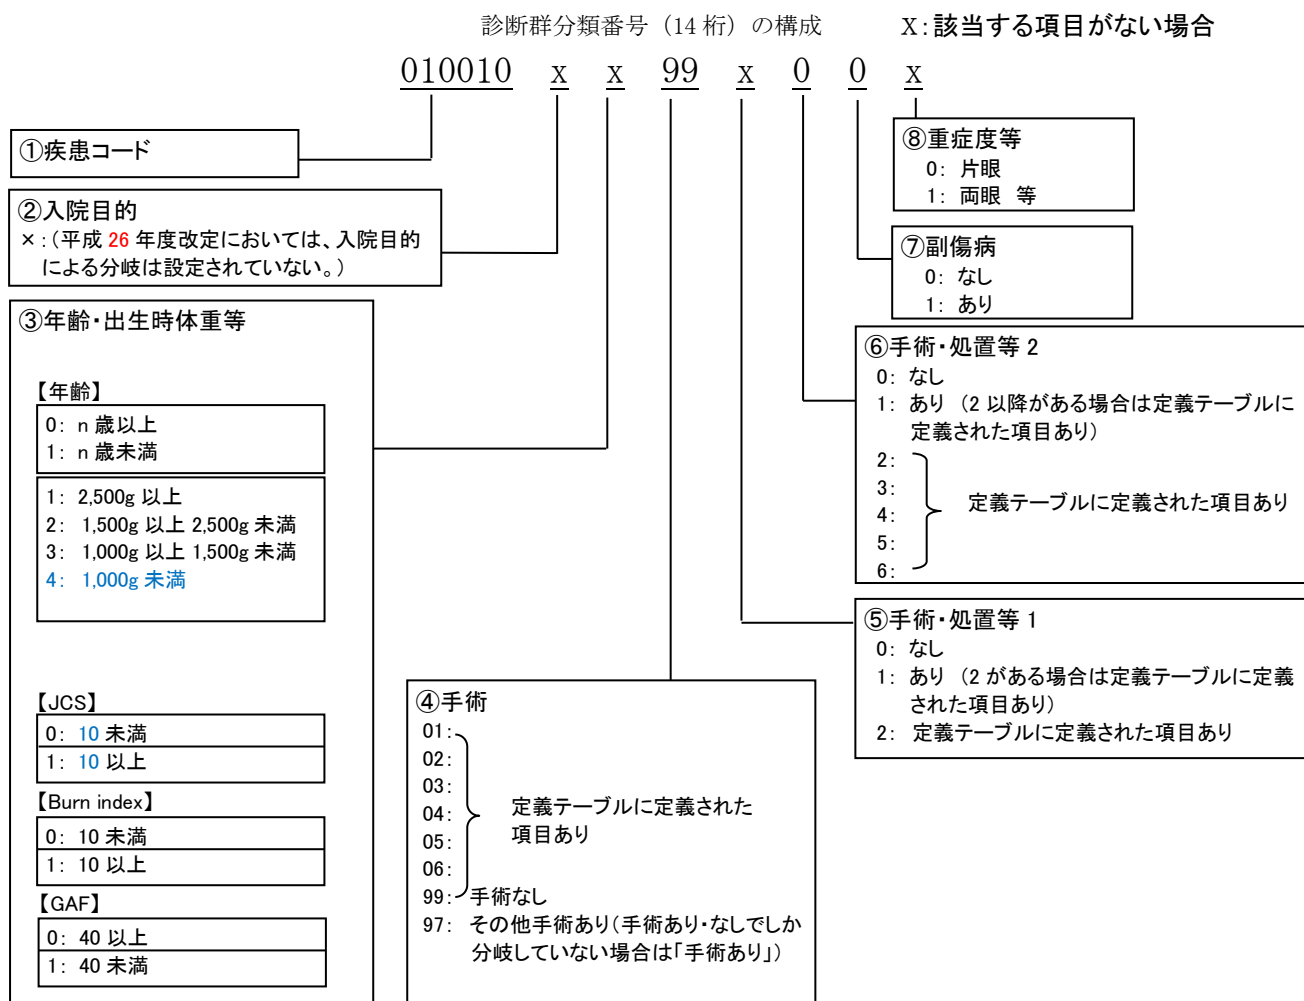 診断群分類番号（14 桁）の構成
X：該当する項目がない場合
010010 x x 99 x 0 0 x
①疾患コード
②入院目的
×：(平成 26 年度改定においては、入院目的
による分岐は設定されていない。)
③年齢・出生時体重等
【年齢】
0： n 歳以上
1： n 歳未満
1： 2,500g 以上
2： 1,500g 以上 2,500g 未満
3： 1,000g 以上 1,500g 未満
4： 1,000g 未満
【JCS】
0： 10 未満
1： 10 以上
【Burn index】
0： 10 未満
1： 10 以上
【GAF】
0： 40 以上
1： 40 未満
④手術
01：
02：
03：
04：
05：
06：
定義テーブルに定義された
項目あり
99： 手術なし
97： その他手術あり(手術あり・なしでしか
分岐していない場合は「手術あり」)
⑧重症度等
0： 片眼
1： 両眼 等
⑦副傷病
0： なし
1： あり
⑥手術・処置等 2
0： なし
1： あり （2 以降がある場合は定義テーブルに
定義された項目あり）
2：
3：
4：
5：
6：
定義テーブルに定義された項目あり
⑤手術・処置等 1
0： なし
1： あり （2 がある場合は定義テーブルに定義
された項目あり）
2： 定義テーブルに定義された項目あり